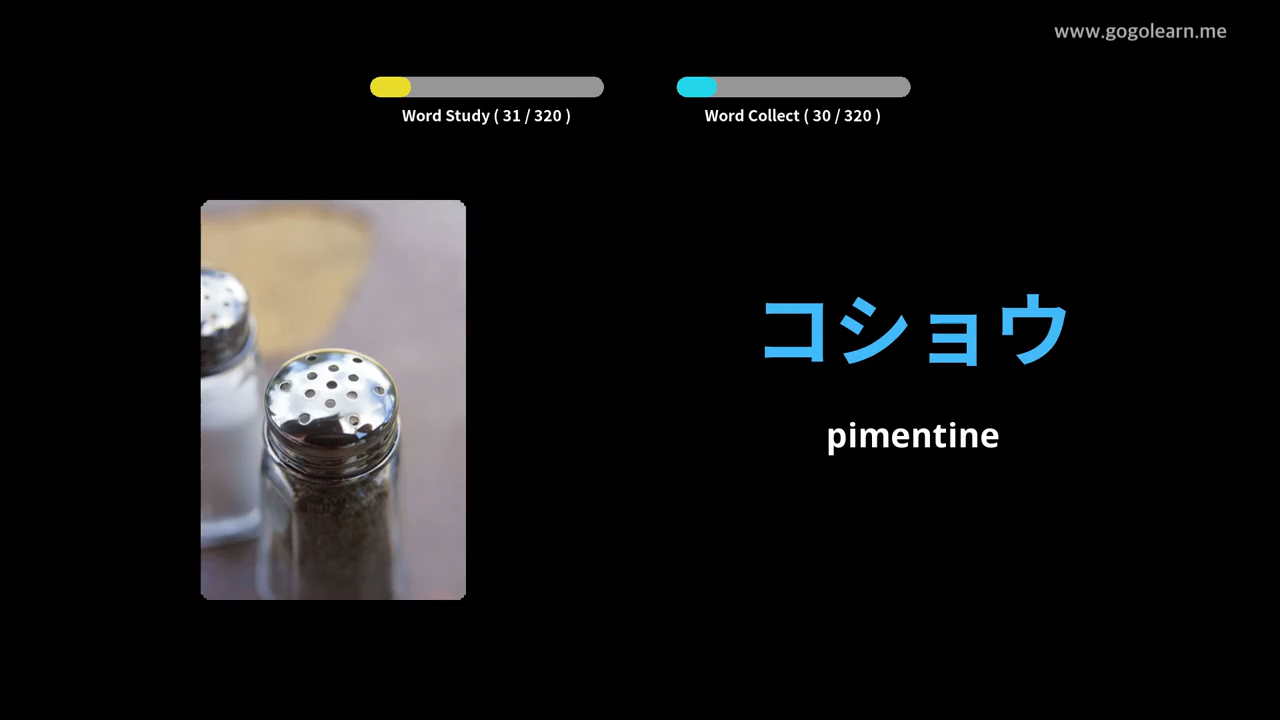 www.gogolearn.me
Word Study ( 31 / 320 )
Word Collect ( 30 / 320 )
コショウ
pimentine